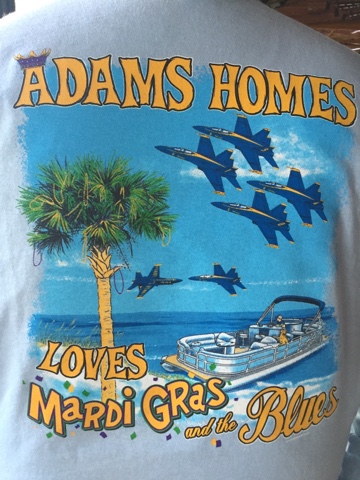 ADAMS HOMES
LOVES
MARDI GRAS
and the Blues